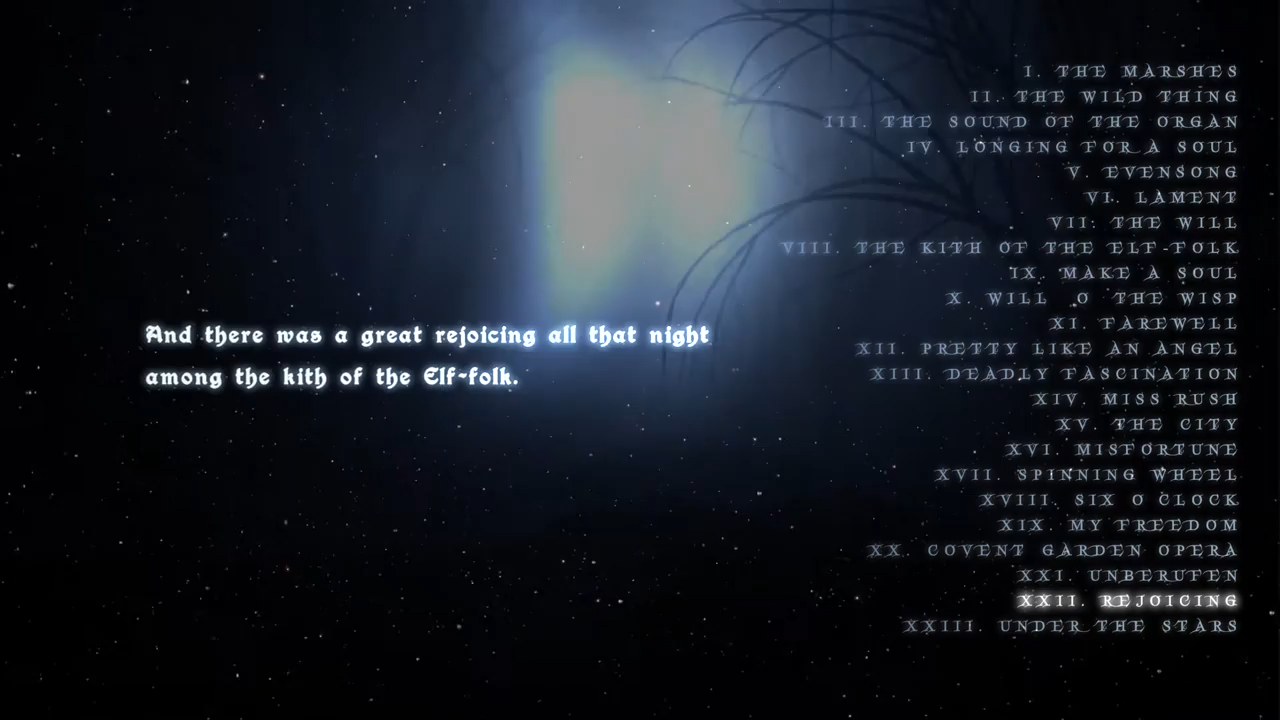 And there was a great rejoicing all that night
among the kith of the Elf-folk.
I. THE MARSHES
II. THE WILD THING
III. THE SOUND OF THE ORGAN
IV. LONGING FOR A SOUL
V. EVENSONG
VI. LAMENT
VII. THE WILL
VIII. THE KITH OF THE ELF-FOLK
IX. MAKE A SOUL
X. WILL O THE WISP
XI. FAREWELL
XII. PRETTY LIKE AN ANGEL
XIII. DEADLY FASCINATION
XIV. MISS RUSH
XV. THE CITY
XVI. MISFORTUNE
XVII. SPINNING WHEEL
XVIII. SIX O CLOCK
XIX. MY FREEDOM
XX. COVENT GARDEN OPERA
XXI. UNBERUFEN
XXII. REJOICING
XXIII. UNDER THE STARS